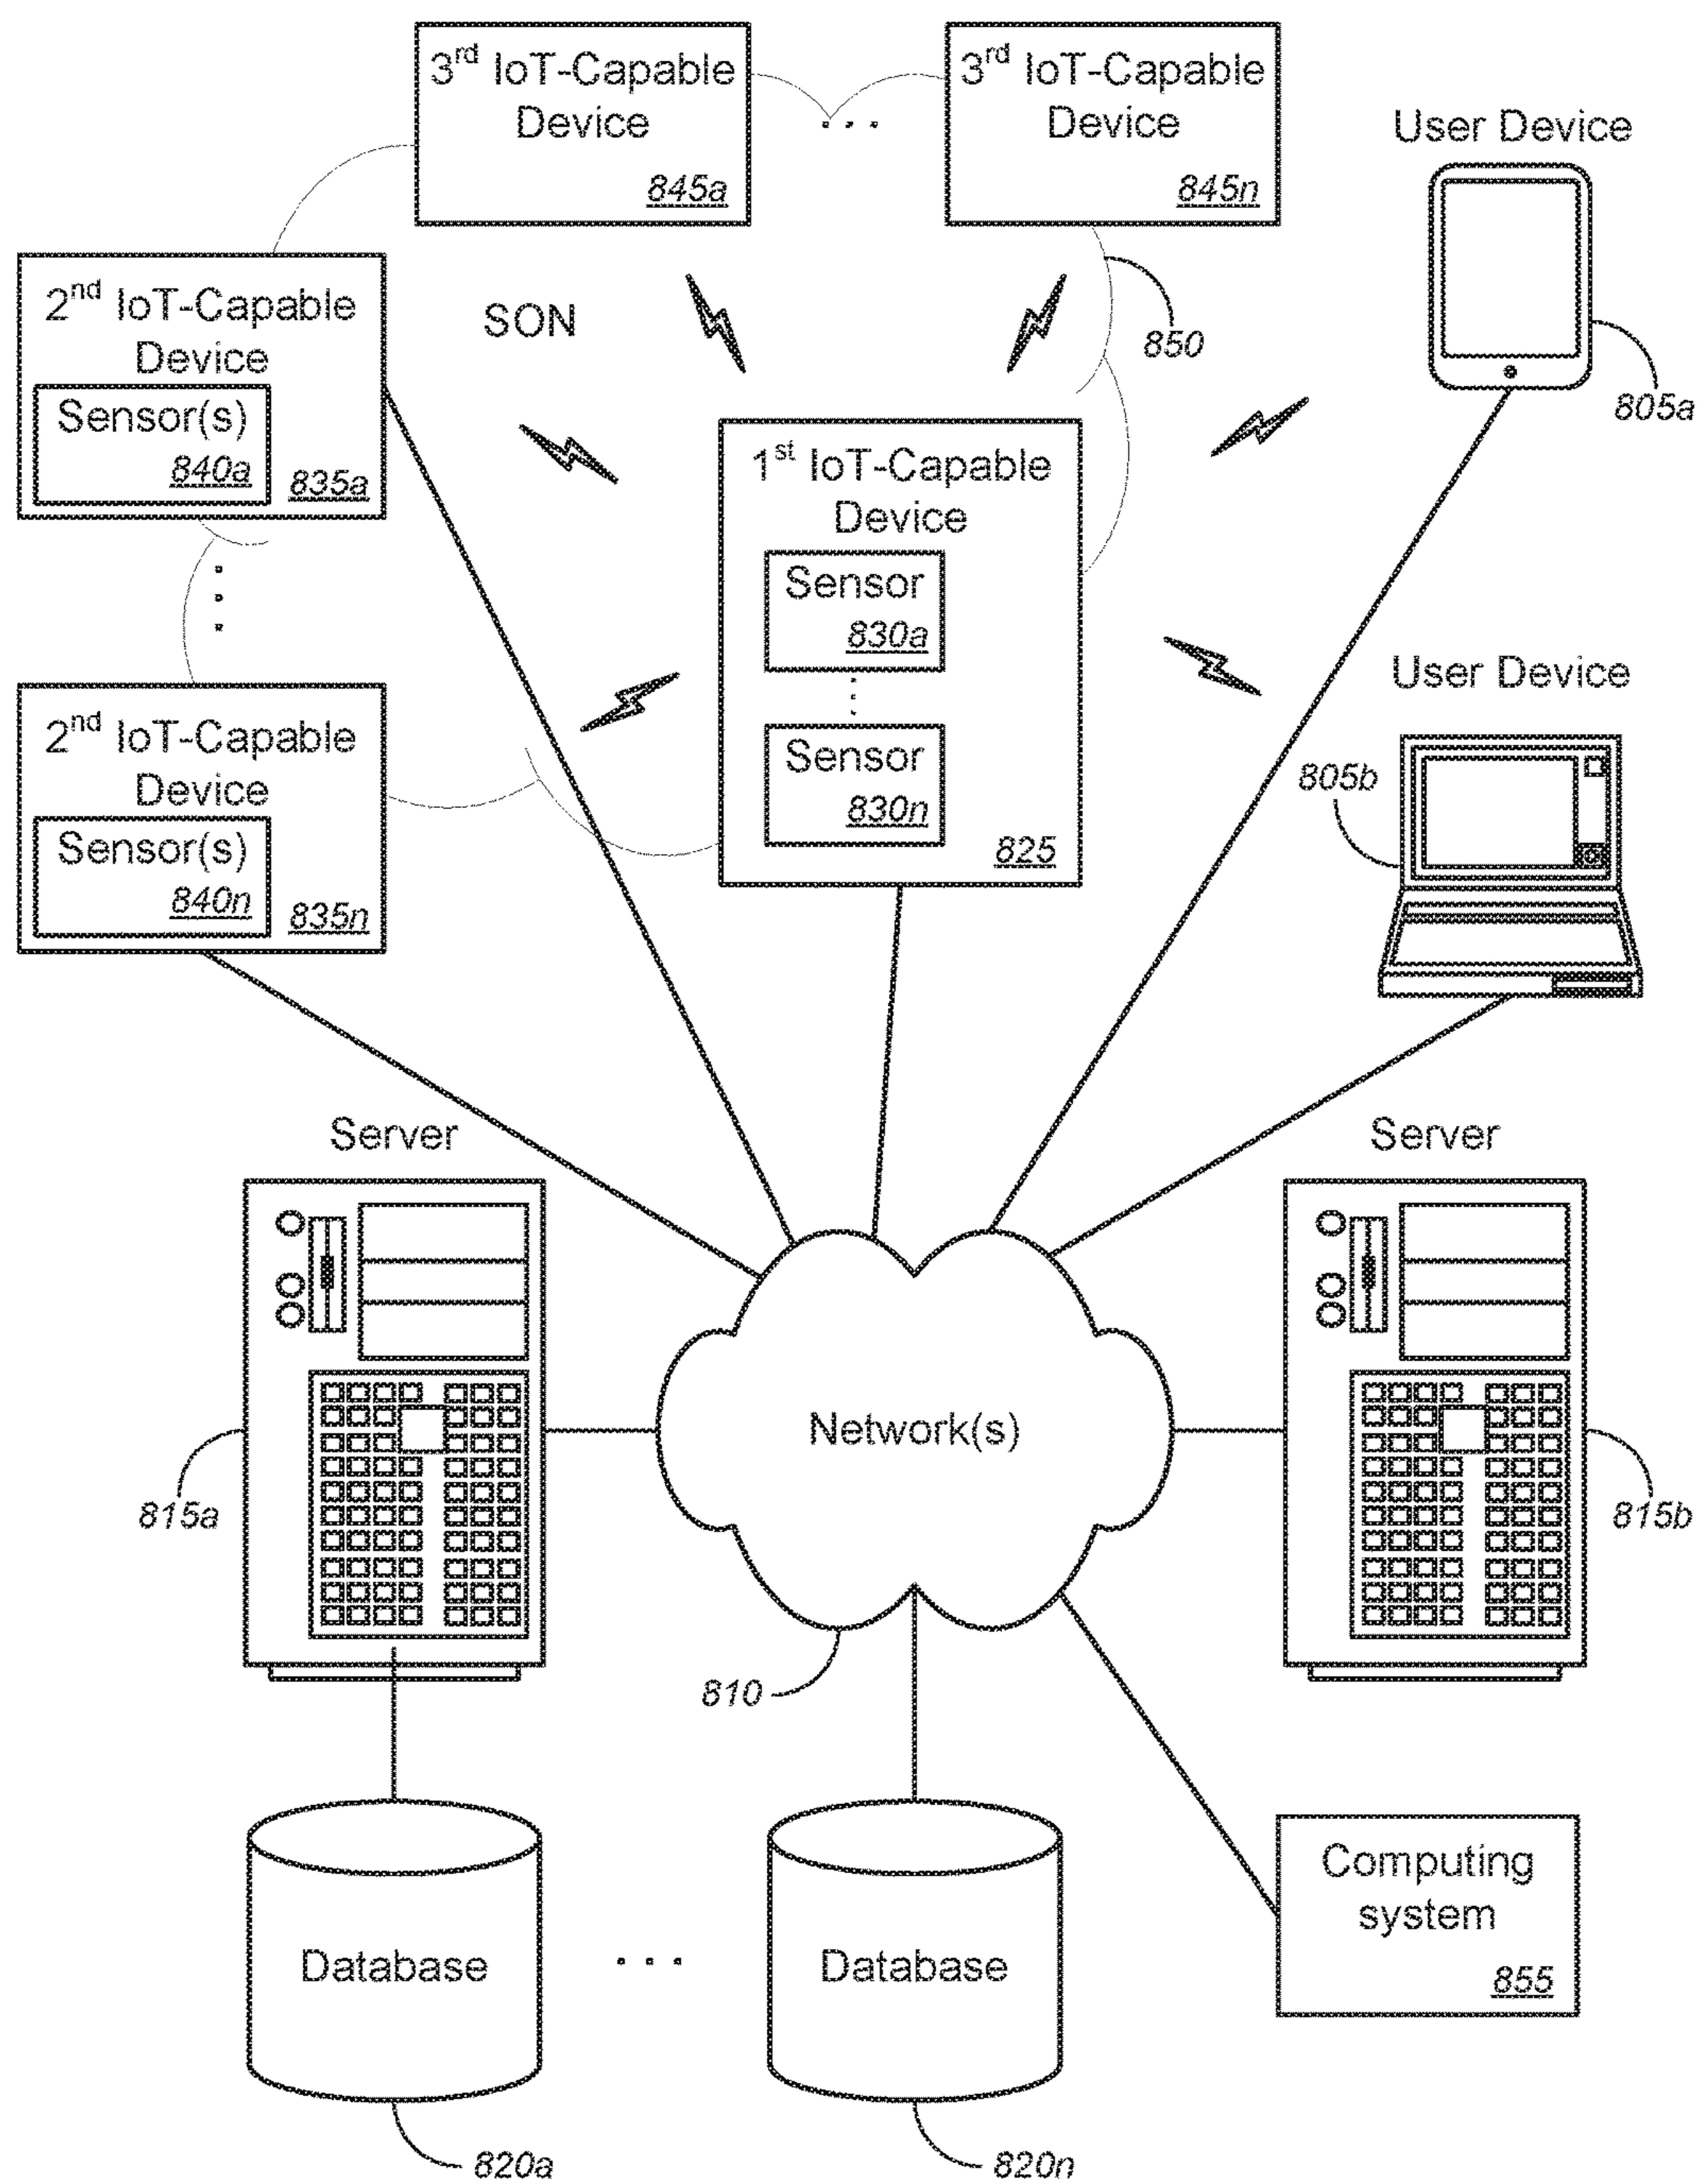 3rd IoT-Capable
Device
845a
. . .
3rd IoT-Capable
Device
845n
User Device
805a
2nd IoT-Capable
Device
Sensor(s)
840a
835a
SON
850
1st IoT-Capable
Device
Sensor
830a
Sensor
830n
825
2nd IoT-Capable
Device
Sensor(s)
840n
835n
User Device
805b
Server
815a
Server
815b
Network(s)
810
Database
820a
. . .
Database
820n
Computing
system
855